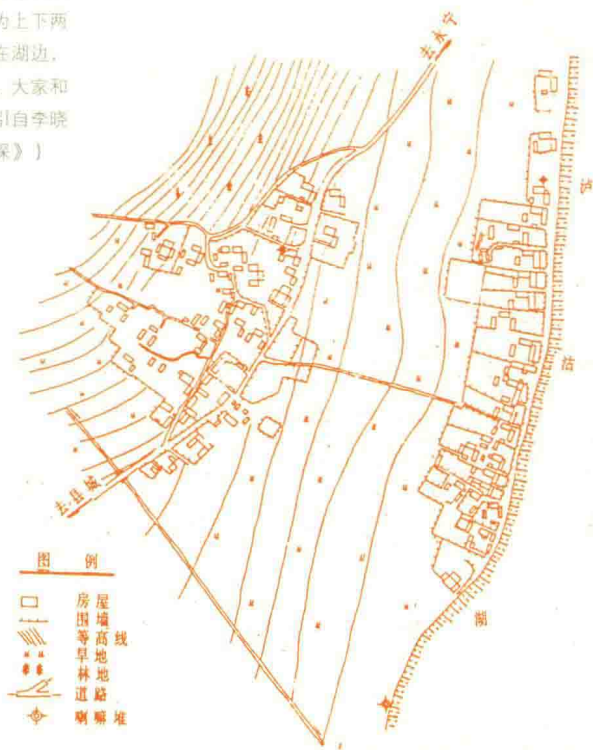 为上下两
在湖边，
大家和
引自李晓
》）
去永宁
泸
沽
湖
去县城
图 例
房屋
围墙
等高线
旱地
林地
道路
喇嘛堆